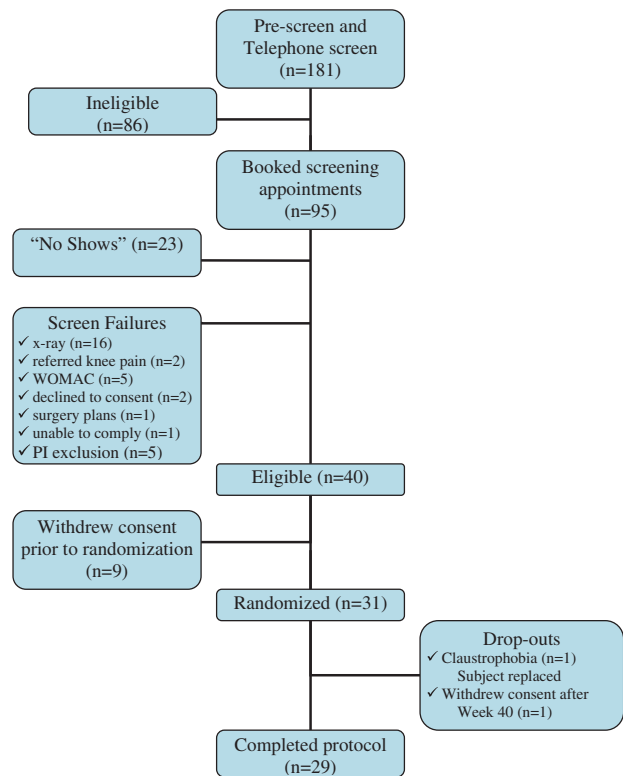 Pre-screen and
Telephone screen
(n=181)
Ineligible
(n=86)
Booked screening
appointments
(n=95)
“No Shows” (n=23)
Screen Failures
✓ x-ray (n=16)
✓ referred knee pain (n=2)
✓ WOMAC (n=5)
✓ declined to consent (n=2)
✓ surgery plans (n=1)
✓ unable to comply (n=1)
✓ PI exclusion (n=5)
Eligible (n=40)
Withdrew consent
prior to randomization
(n=9)
Randomized (n=31)
Drop-outs
✓ Claustrophobia (n=1)
Subject replaced
✓ Withdrew consent after
Week 40 (n=1)
Completed protocol
(n=29)